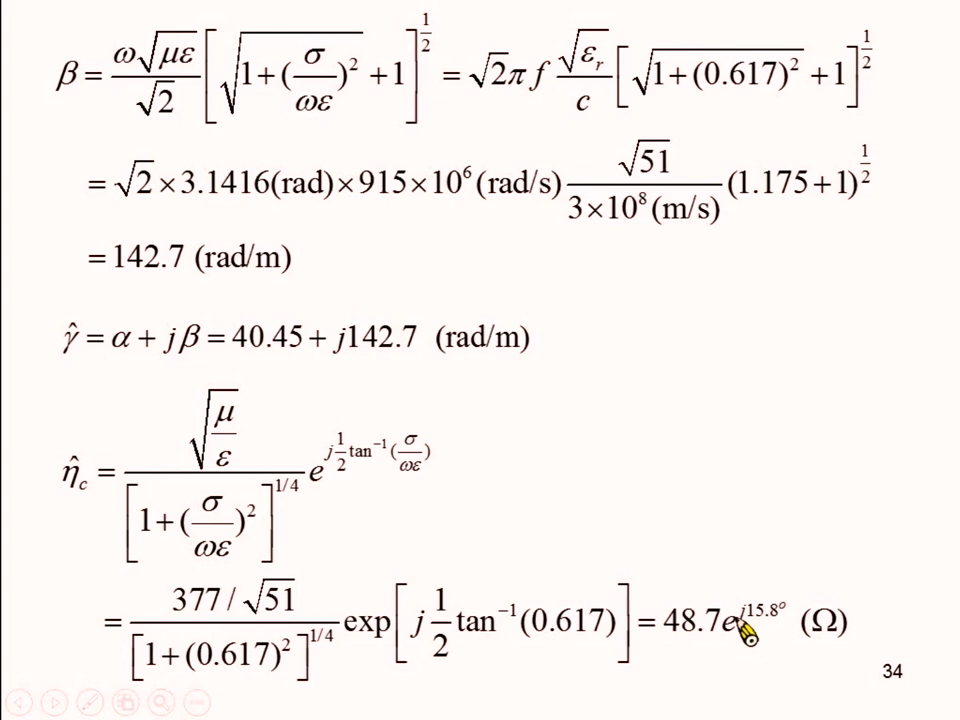 β = ω√με/√2 [√1+(σ/ωε)² +1]^1/2 = √2π f √ε_r/c [√1+(0.617)² +1]^1/2
= √2 × 3.1416(rad) × 915 × 10⁶ (rad/s) √51/3×10⁸ (m/s) (1.175 + 1)^1/2
= 142.7 (rad/m)
γ̂ = α + jβ = 40.45 + j142.7 (rad/m)
η̂_c = √μ/ε / [1+(σ/ωε)²]^1/4 e^j1/2 tan⁻¹(σ/ωε)
= 377 / √51 / [1+(0.617)²]^1/4 exp[j 1/2 tan⁻¹(0.617)] = 48.7e^j15.8° (Ω)
34